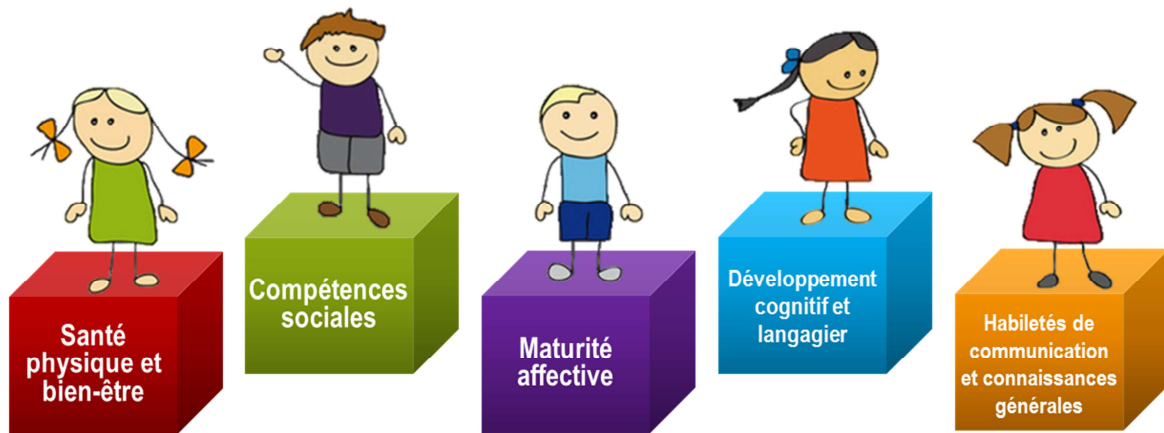 Santé
physique et
bien-être
Compétences
sociales
Maturité
affective
Développement
cognitif et
langagier
Habiletés de
communication
et connaissances
générales